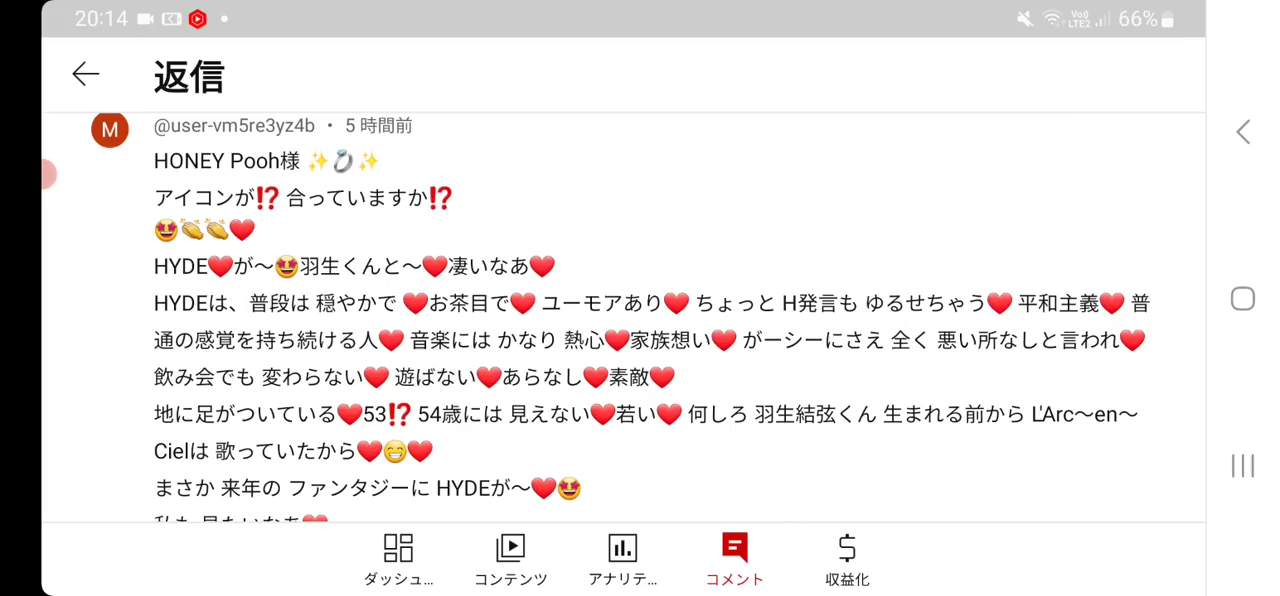 20:14
Vo)) LTE2 66%
返信
M
@user-vm5re3yz4b ・ 5 時間前
HONEY Pooh様 ✨💍✨
アイコンが⁉️ 合っていますか⁉️
🤩👏👏❤️
HYDE❤️が〜🤩羽生くんと〜❤️凄いなあ❤️
HYDEは、普段は 穏やかで ❤️お茶目で❤️ ユーモアあり❤️ ちょっと H発言も ゆるせちゃう❤️ 平和主義❤️ 普
通の感覚を持ち続ける人❤️ 音楽には かなり 熱心❤️家族想い❤️ がーシーにさえ 全く 悪い所なしと言われ❤️
飲み会でも 変わらない❤️ 遊ばない❤️あらなし❤️素敵❤️
地に足がついている❤️53⁉️ 54歳には 見えない❤️若い❤️ 何しろ 羽生結弦くん 生まれる前から L'Arc〜en〜
Cielは 歌っていたから❤️😁❤️
まさか 来年の ファンタジーに HYDEが〜❤️🤩
私も 見たいなあ❤️
ダッシュ... コンテンツ アナリテ... コメント 収益化